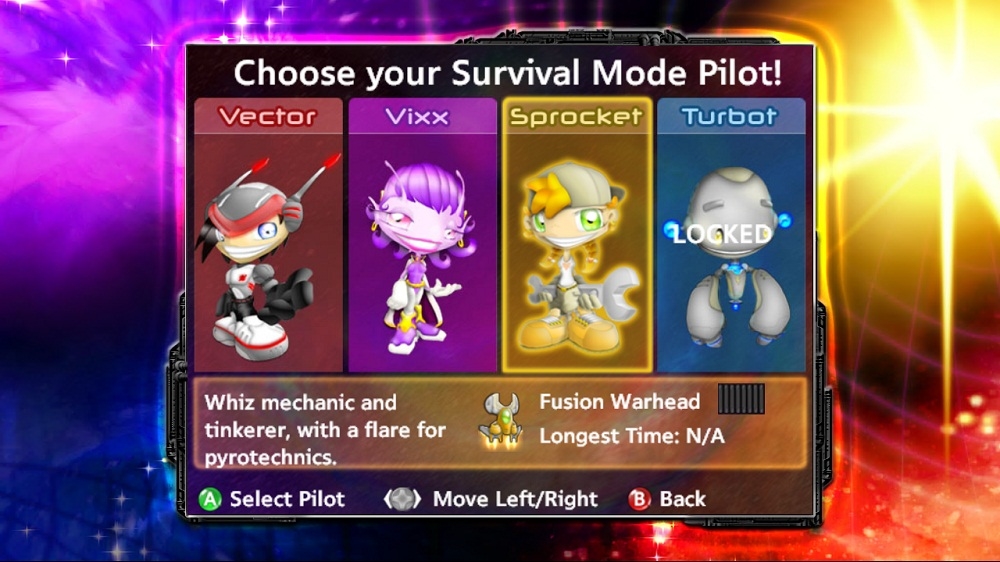 Choose your Survival Mode Pilot!
Vector
Vixx
Sprocket
Turbot
LOCKED
Whiz mechanic and
tinkerer, with a flare for
pyrotechnics.
Fusion Warhead
Longest Time: N/A
A Select Pilot
Move Left/Right
B Back